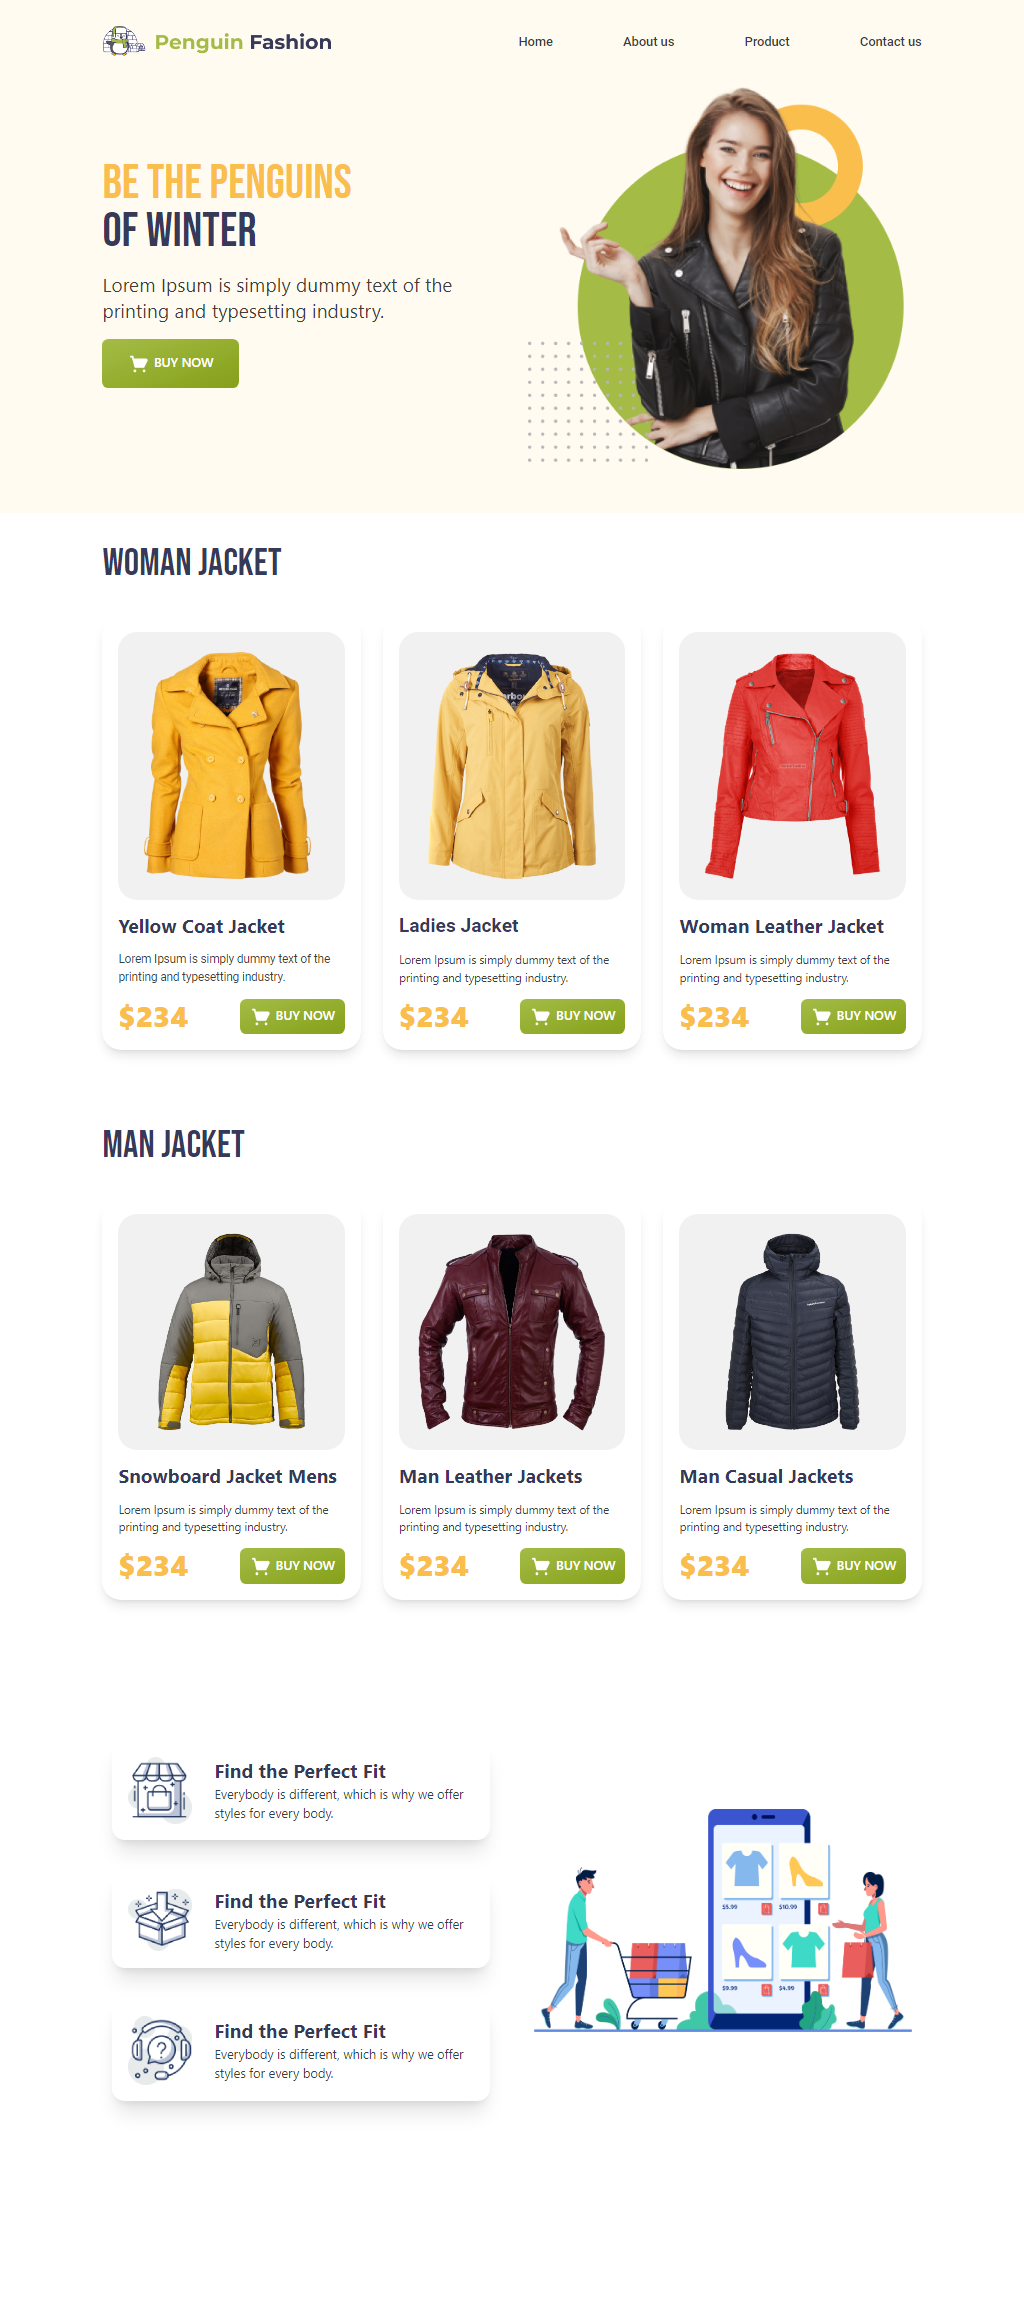 Penguin Fashion
Home
About us
Product
Contact us
BE THE PENGUINS
OF WINTER
Lorem Ipsum is simply dummy text of the
printing and typesetting industry.
BUY NOW
WOMAN JACKET
Yellow Coat Jacket
Lorem Ipsum is simply dummy text of the
printing and typesetting industry.
$234
BUY NOW
Ladies Jacket
Lorem Ipsum is simply dummy text of the
printing and typesetting industry.
$234
BUY NOW
Woman Leather Jacket
Lorem Ipsum is simply dummy text of the
printing and typesetting industry.
$234
BUY NOW
MAN JACKET
Snowboard Jacket Mens
Lorem Ipsum is simply dummy text of the
printing and typesetting industry.
$234
BUY NOW
Man Leather Jackets
Lorem Ipsum is simply dummy text of the
printing and typesetting industry.
$234
BUY NOW
Man Casual Jackets
Lorem Ipsum is simply dummy text of the
printing and typesetting industry.
$234
BUY NOW
Find the Perfect Fit
Everybody is different, which is why we offer
styles for every body.
Find the Perfect Fit
Everybody is different, which is why we offer
styles for every body.
Find the Perfect Fit
Everybody is different, which is why we offer
styles for every body.
$5.99
$10.99
$9.99
$4.99